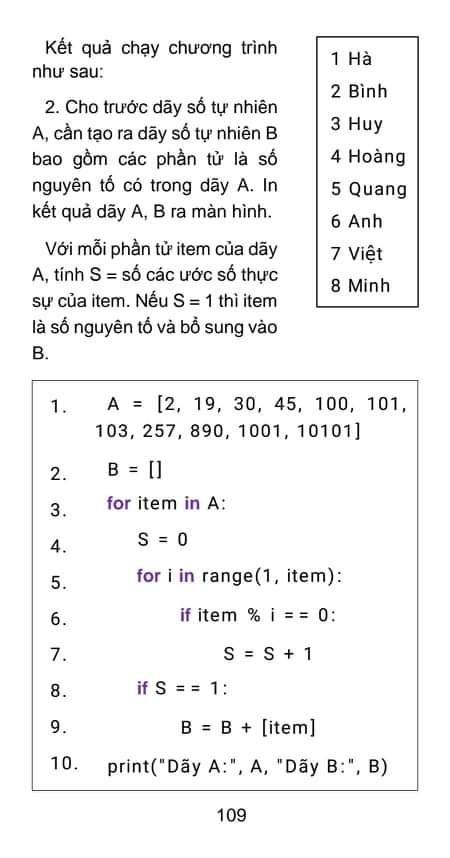 Kết quả chạy chương trình
như sau:
2. Cho trước dãy số tự nhiên
A, cần tạo ra dãy số tự nhiên B
bao gồm các phần tử là số
nguyên tố có trong dãy A. In
kết quả dãy A, B ra màn hình.
Với mỗi phần tử item của dãy
A, tính S = số các ước số thực
sự của item. Nếu S = 1 thì item
là số nguyên tố và bổ sung vào
B.
1 Hà
2 Bình
3 Huy
4 Hoàng
5 Quang
6 Anh
7 Việt
8 Minh
1. A = [2, 19, 30, 45, 100, 101,
103, 257, 890, 1001, 10101]
2. B = []
3. for item in A:
4. S = 0
5. for i in range(1, item):
6. if item % i = = 0:
7. S = S + 1
8. if S = = 1:
9. B = B + [item]
10. print("Dãy A:", A, "Dãy B:", B)
109